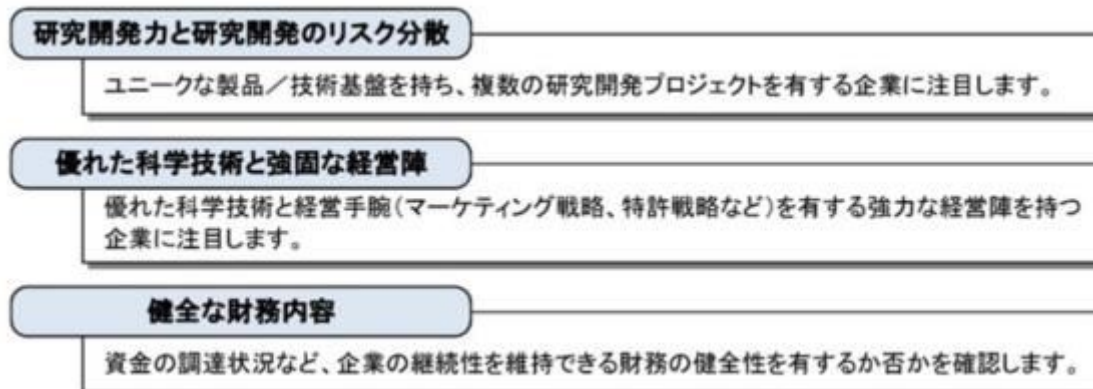 研究開発力と研究開発のリスク分散
ユニークな製品／技術基盤を持ち、複数の研究開発プロジェクトを有する企業に注目します。
優れた科学技術と強固な経営陣
優れた科学技術と経営手腕（マーケティング戦略、特許戦略など）を有する強力な経営陣を持つ
企業に注目します。
健全な財務内容
資金の調達状況など、企業の継続性を維持できる財務の健全性を有するか否かを確認します。